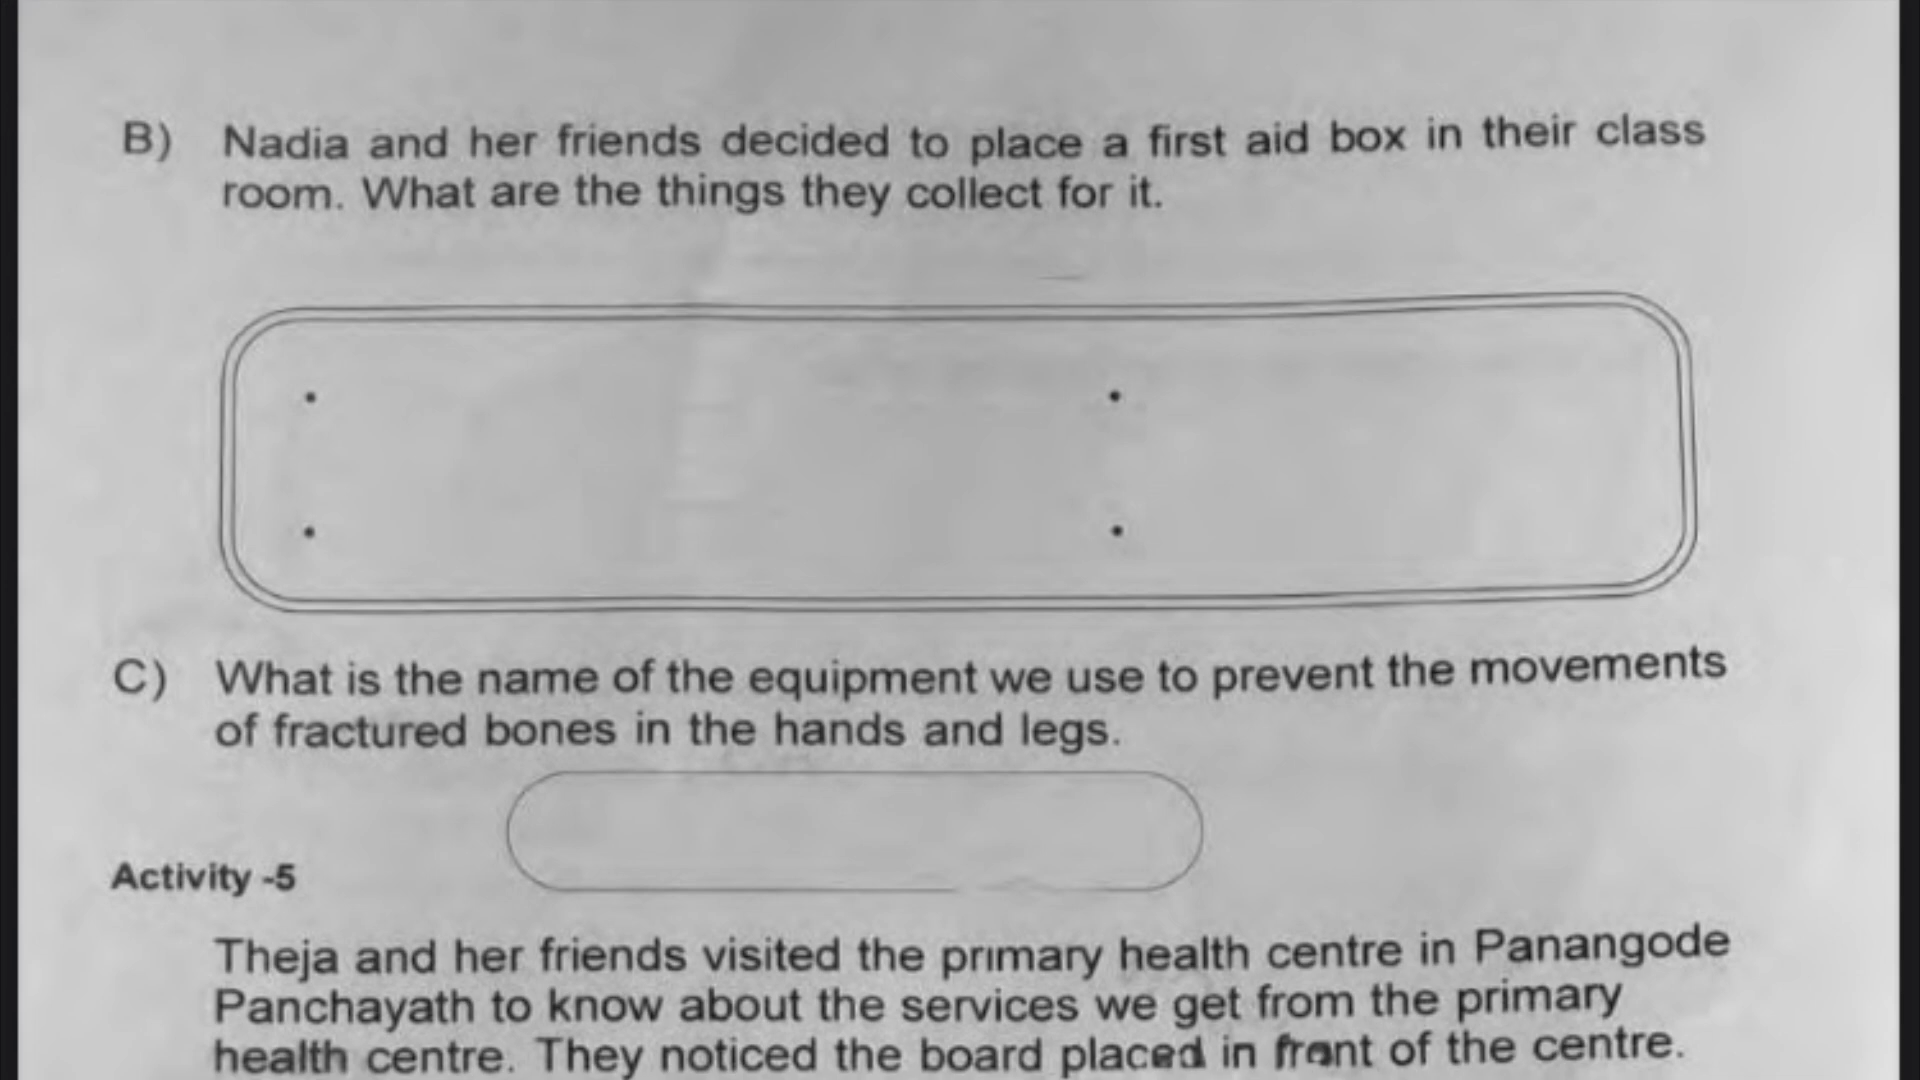 B) Nadia and her friends decided to place a first aid box in their class
room. What are the things they collect for it.
C) What is the name of the equipment we use to prevent the movements
of fractured bones in the hands and legs.
Activity -5
Theja and her friends visited the primary health centre in Panangode
Panchayath to know about the services we get from the primary
health centre. They noticed the board placed in front of the centre.